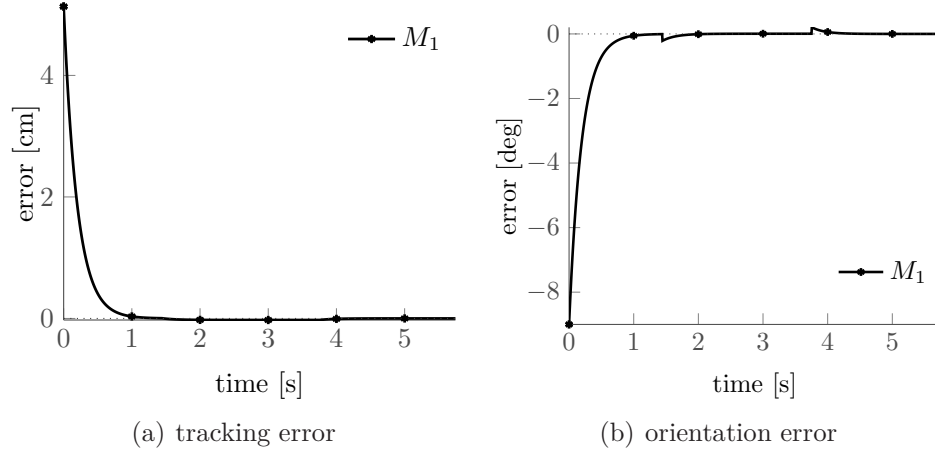 M1
4
2
0
error [cm]
0 1 2 3 4 5
time [s]
(a) tracking error
0
−2
−4
−6
−8
error [deg]
M1
0 1 2 3 4 5
time [s]
(b) orientation error